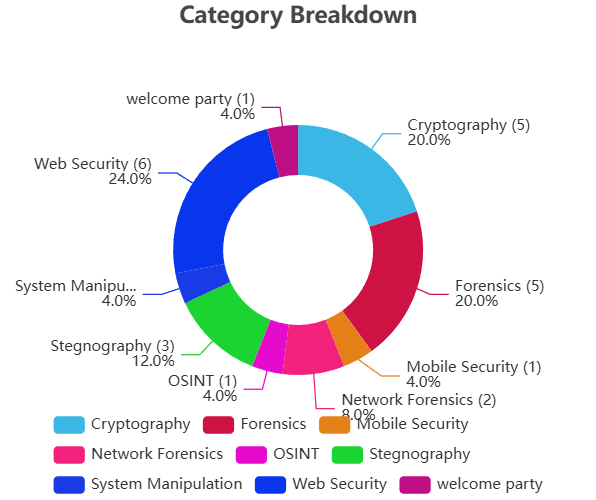 Category Breakdown
welcome party (1)
4.0%
Cryptography (5)
20.0%
Web Security (6)
24.0%
System Manipu...
4.0%
Forensics (5)
20.0%
Stegnography (3)
12.0%
Mobile Security (1)
4.0%
OSINT (1)
4.0%
Network Forensics (2)
8.0%
Cryptography Forensics Mobile Security
Network Forensics OSINT Stegnography
System Manipulation Web Security welcome party